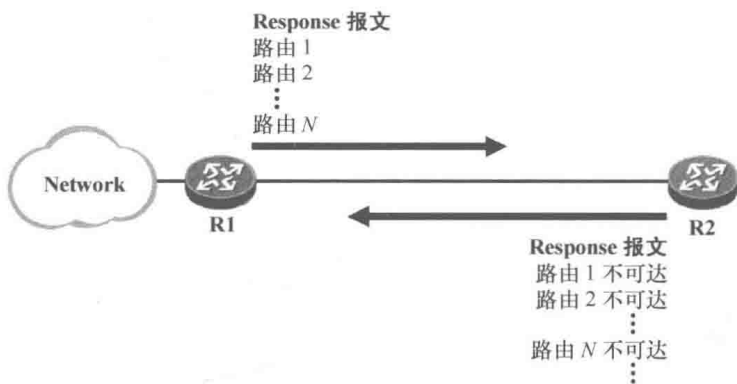 Response 报文
路由 1
路由 2
⋮
路由 N
Network
R1
R2
Response 报文
路由 1 不可达
路由 2 不可达
⋮
路由 N 不可达
⋮